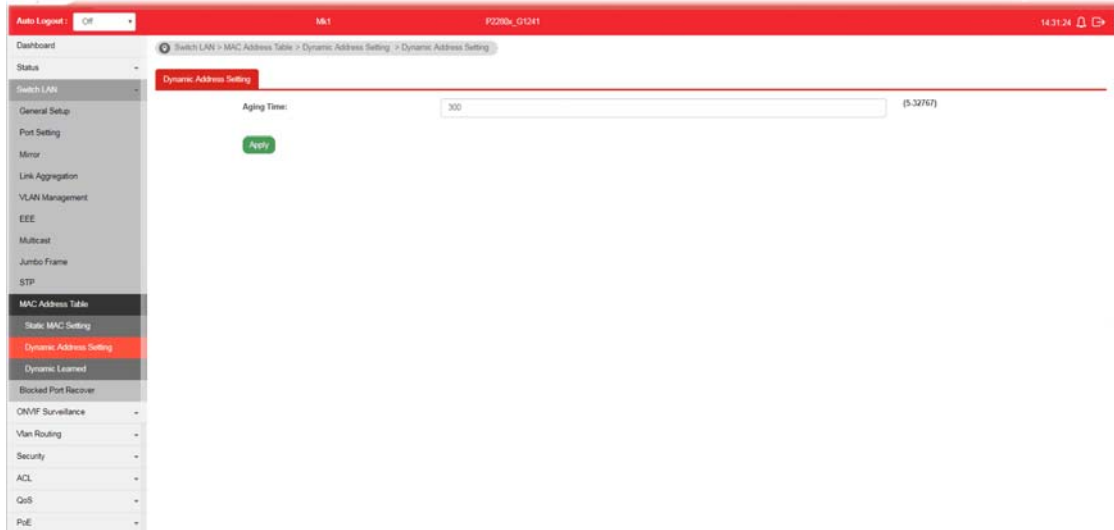 Auto Logout : Off Mk1 P2280x_G1241 14:31:24
Dashboard
Status
Switch LAN
General Setup
Port Setting
Mirror
Link Aggregation
VLAN Management
EEE
Multicast
Jumbo Frame
STP
MAC Address Table
Static MAC Setting
Dynamic Address Setting
Dynamic Learned
Blocked Port Recover
ONVIF Surveillance
Vlan Routing
Security
ACL
QoS
PoE
Switch LAN > MAC Address Table > Dynamic Address Setting > Dynamic Address Setting
Dynamic Address Setting
Aging Time: 300 (5-32767)
Apply